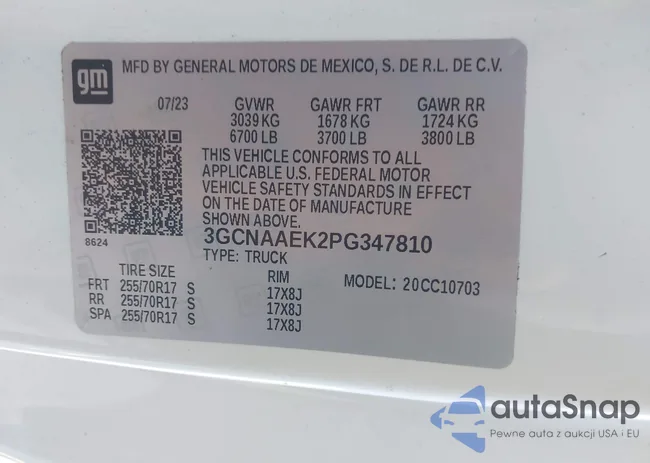 gm
MFD BY GENERAL MOTORS DE MEXICO, S. DE R.L. DE C.V.
07/23 GVWR GAWR FRT GAWR RR
3039 KG 1678 KG 1724 KG
6700 LB 3700 LB 3800 LB
THIS VEHICLE CONFORMS TO ALL
APPLICABLE U.S. FEDERAL MOTOR
VEHICLE SAFETY STANDARDS IN EFFECT
ON THE DATE OF MANUFACTURE
SHOWN ABOVE.
8624
3GCNAAEK2PG347810
TYPE: TRUCK
TIRE SIZE RIM MODEL: 20CC10703
FRT 255/70R17 S 17X8J
RR 255/70R17 S 17X8J
SPA 255/70R17 S 17X8J
autaSnap
Pewne auta z aukcji USA i EU